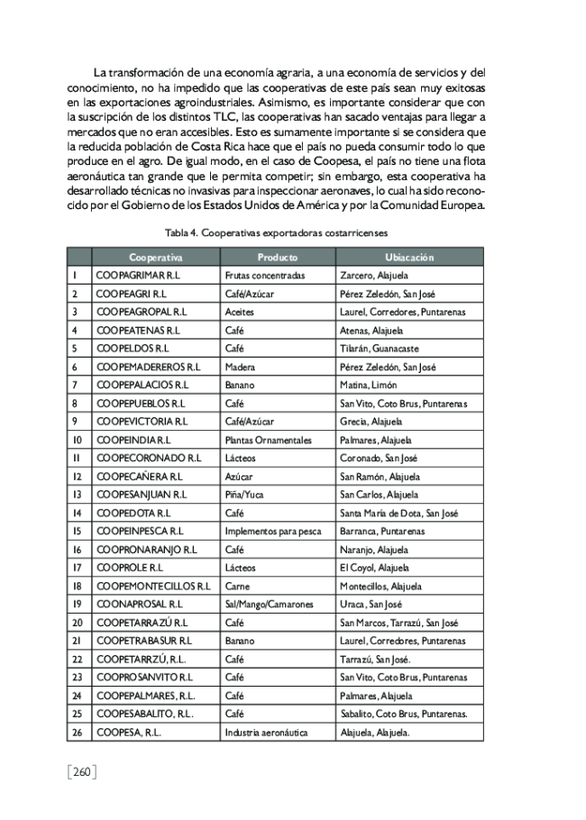 La transformación de una economía agraria, a una economía de servicios y del
conocimiento, no ha impedido que las cooperativas de este país sean muy exitosas
en las exportaciones agroindustriales. Asimismo, es importante considerar que con
la suscripción de los distintos TLC, las cooperativas han sacado ventajas para llegar a
mercados que no eran accesibles. Esto es sumamente importante si se considera que
la reducida población de Costa Rica hace que el país no pueda consumir todo lo que
produce en el agro. De igual modo, en el caso de Coopesa, el país no tiene una flota
aeronáutica tan grande que le permita competir; sin embargo, esta cooperativa ha
desarrollado técnicas no invasivas para inspeccionar aeronaves, lo cual ha sido recono-
cido por el Gobierno de los Estados Unidos de América y por la Comunidad Europea.
Tabla 4. Cooperativas exportadoras costarricenses
Cooperativa Producto Ubiacación
1 COOPAGRIMAR R.L Frutas concentradas Zarcero, Alajuela
2 COOPEAGRI R.L Café/Azúcar Pérez Zeledón, San José
3 COOPEAGROPAL R.L Aceites Laurel, Corredores, Puntarenas
4 COOPEATENAS R.L Café Atenas, Alajuela
5 COOPELDOS R.L Café Tilarán, Guanacaste
6 COOPEMADEREROS R.L Madera Pérez Zeledón, San José
7 COOPEPALACIOS R.L Banano Matina, Limón
8 COOPEPUEBLOS R.L Café San Vito, Coto Brus, Puntarenas
9 COOPEVICTORIA R.L Café/Azúcar Grecia, Alajuela
10 COOPEINDIA R.L Plantas Ornamentales Palmares, Alajuela
11 COOPECORONADO R.L Lácteos Coronado, San José
12 COOPECAÑERA R.L Azúcar San Ramón, Alajuela
13 COOPESANJUAN R.L Piña/Yuca San Carlos, Alajuela
14 COOPEDOTA R.L Café Santa María de Dota, San José
15 COOPEINPESCA R.L Implementos para pesca Barranca, Puntarenas
16 COOPRONARANJO R.L Café Naranjo, Alajuela
17 COOPROLE R.L Lácteos El Coyol, Alajuela
18 COOPEMONTECILLOS R.L Carne Montecillos, Alajuela
19 COONAPROSAL R.L Sal/Mango/Camarones Uraca, San José
20 COOPETARRAZÚ R.L Café San Marcos, Tarrazú, San José
21 COOPETRABASUR R.L Banano Laurel, Corredores, Puntarenas
22 COOPETARRZÚ, R.L. Café Tarrazú, San José.
23 COOPROSANVITO R.L Café San Vito, Coto Brus, Puntarenas
24 COOPEPALMARES, R.L. Café Palmares, Alajuela
25 COOPESABALITO, R.L. Café Sabalito, Coto Brus, Puntarenas.
26 COOPESA, R.L. Industria aeronáutica Alajuela, Alajuela.
[260]